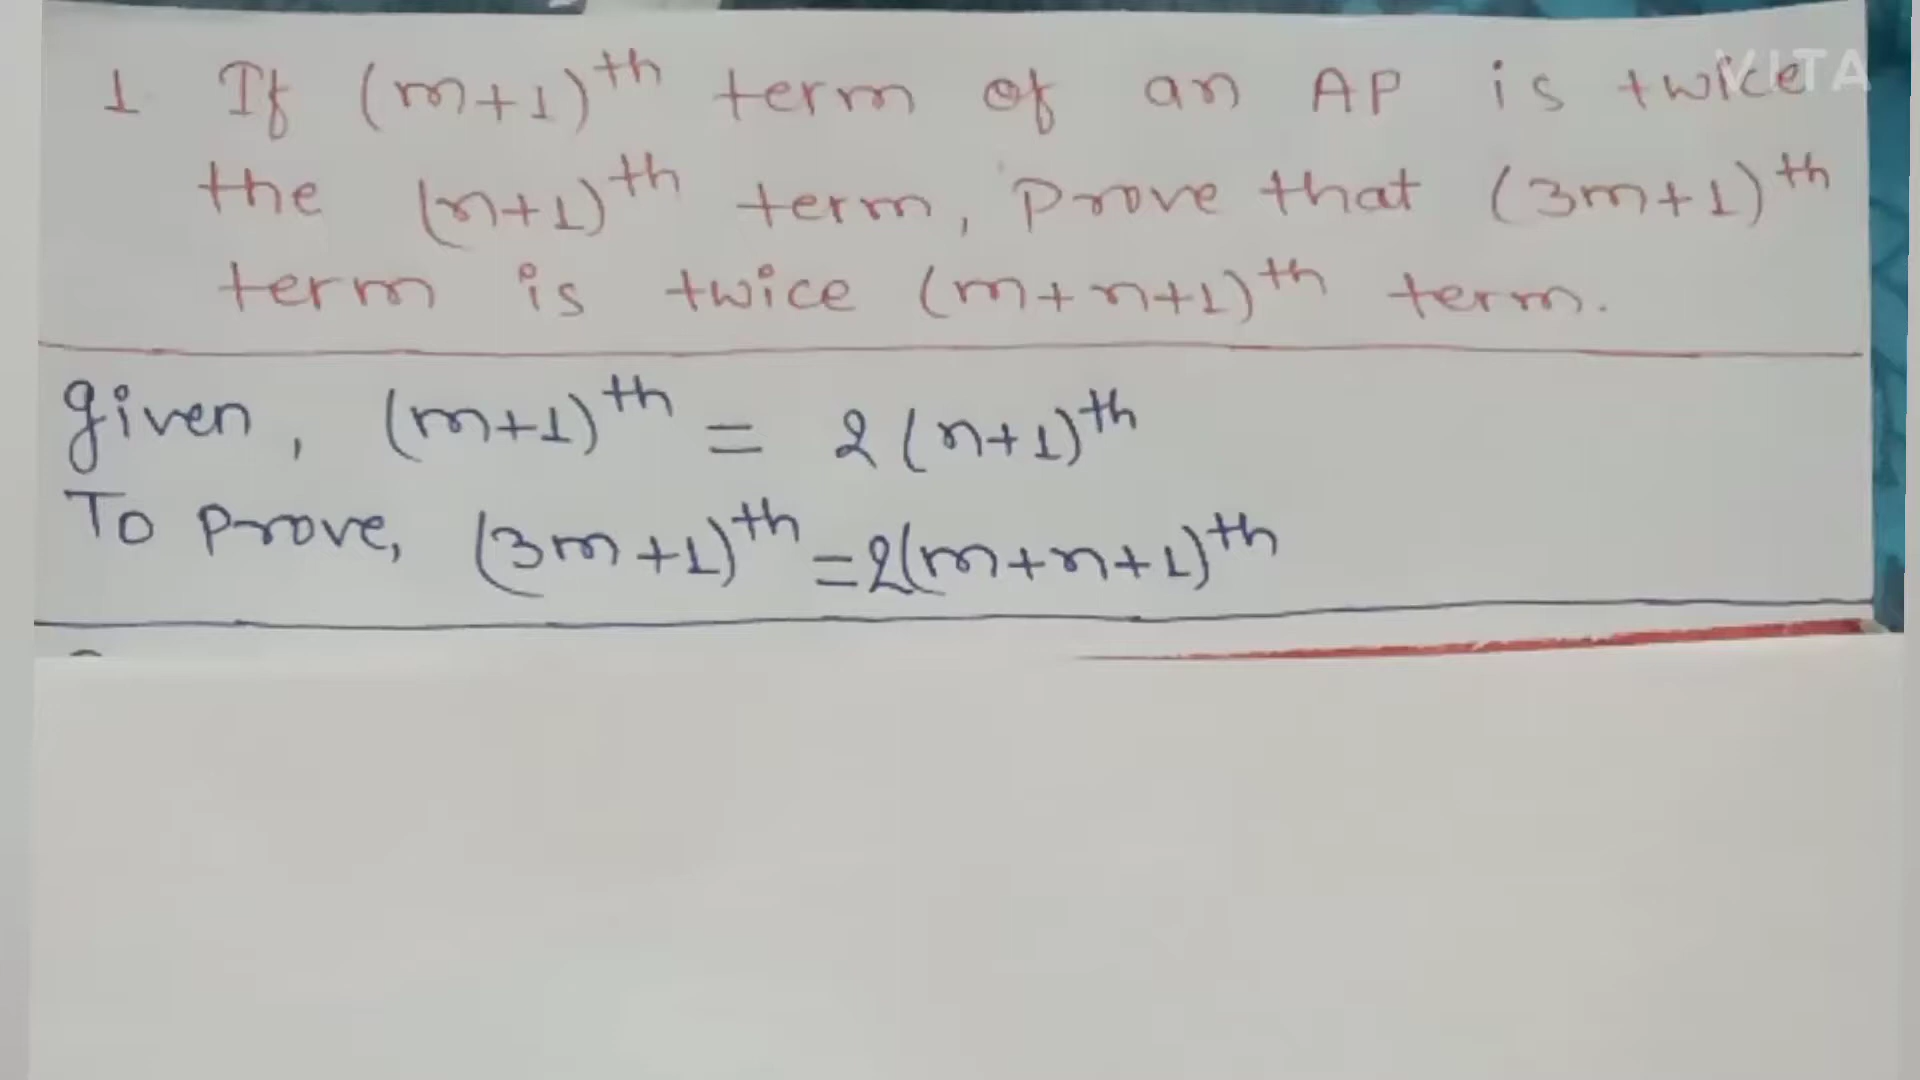 1 If (m+1)th term of an AP is twice
VITA
the (n+1)th term, Prove that (3m+1)th
term is twice (m+n+1)th term.
given, (m+1)th = 2(n+1)th
To prove, (3m+1)th = 2(m+n+1)th